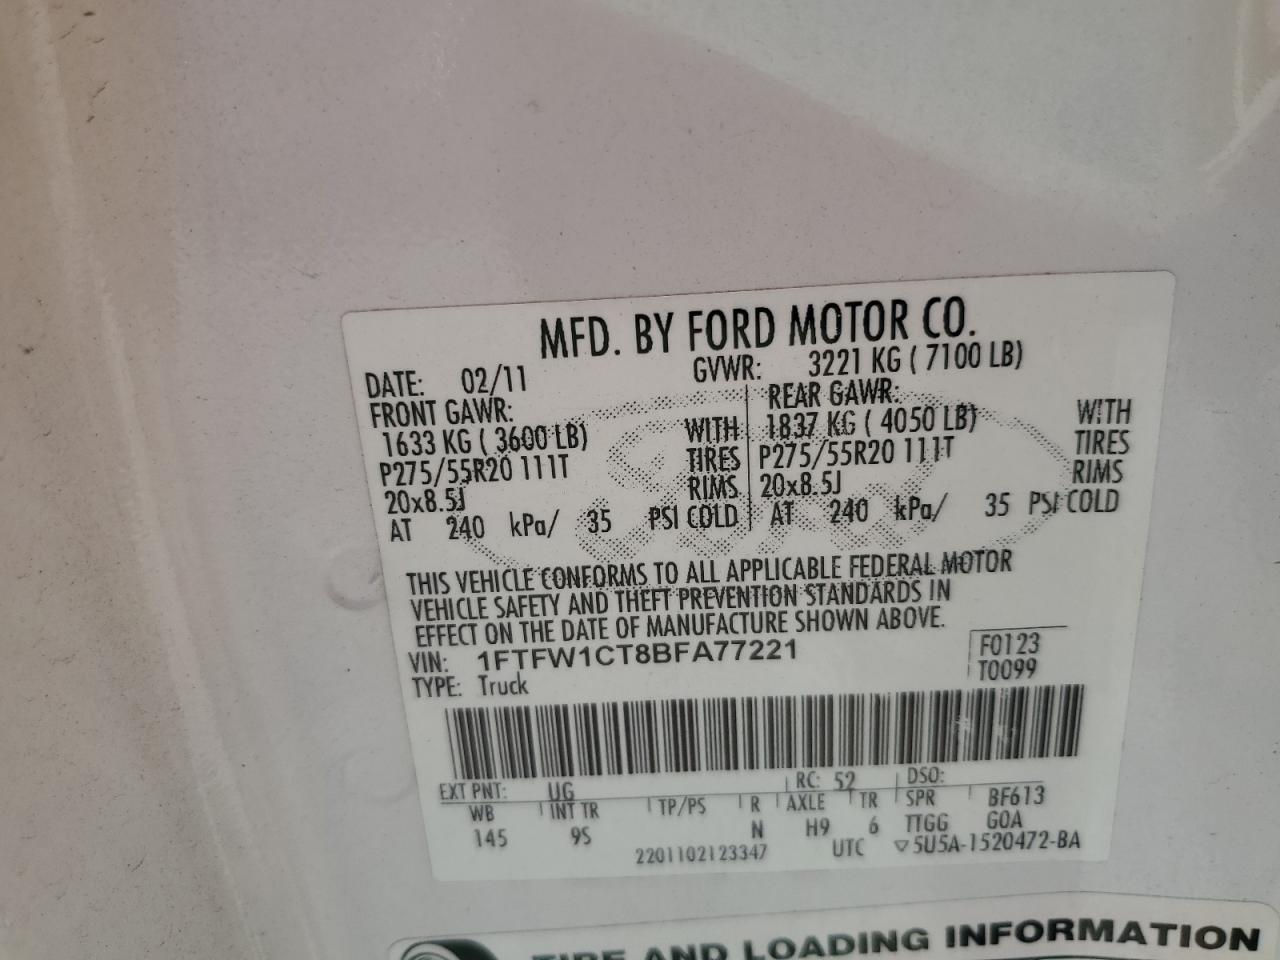 MFD. BY FORD MOTOR CO.
DATE: 02/11 GVWR: 3221 KG ( 7100 LB)
FRONT GAWR: REAR GAWR:
1633 KG ( 3600 LB) WITH 1837 KG ( 4050 LB) WITH
P275/55R20 111T TIRES P275/55R20 111T TIRES
20x8.5J RIMS 20x8.5J RIMS
AT 240 kPa/ 35 PSI COLD AT 240 kPa/ 35 PSI COLD
Ford
THIS VEHICLE CONFORMS TO ALL APPLICABLE FEDERAL MOTOR
VEHICLE SAFETY AND THEFT PREVENTION STANDARDS IN
EFFECT ON THE DATE OF MANUFACTURE SHOWN ABOVE.
VIN: 1FTFW1CT8BFA77221 F0123
TYPE: Truck T0099
EXT PNT: UG RC: 52 DSO:
WB INT TR TP/PS R AXLE TR SPR BF613
145 9S N H9 6 TTGG GOA
2201102123347 UTC ▽5U5A-1520472-BA
TIRE AND LOADING INFORMATION